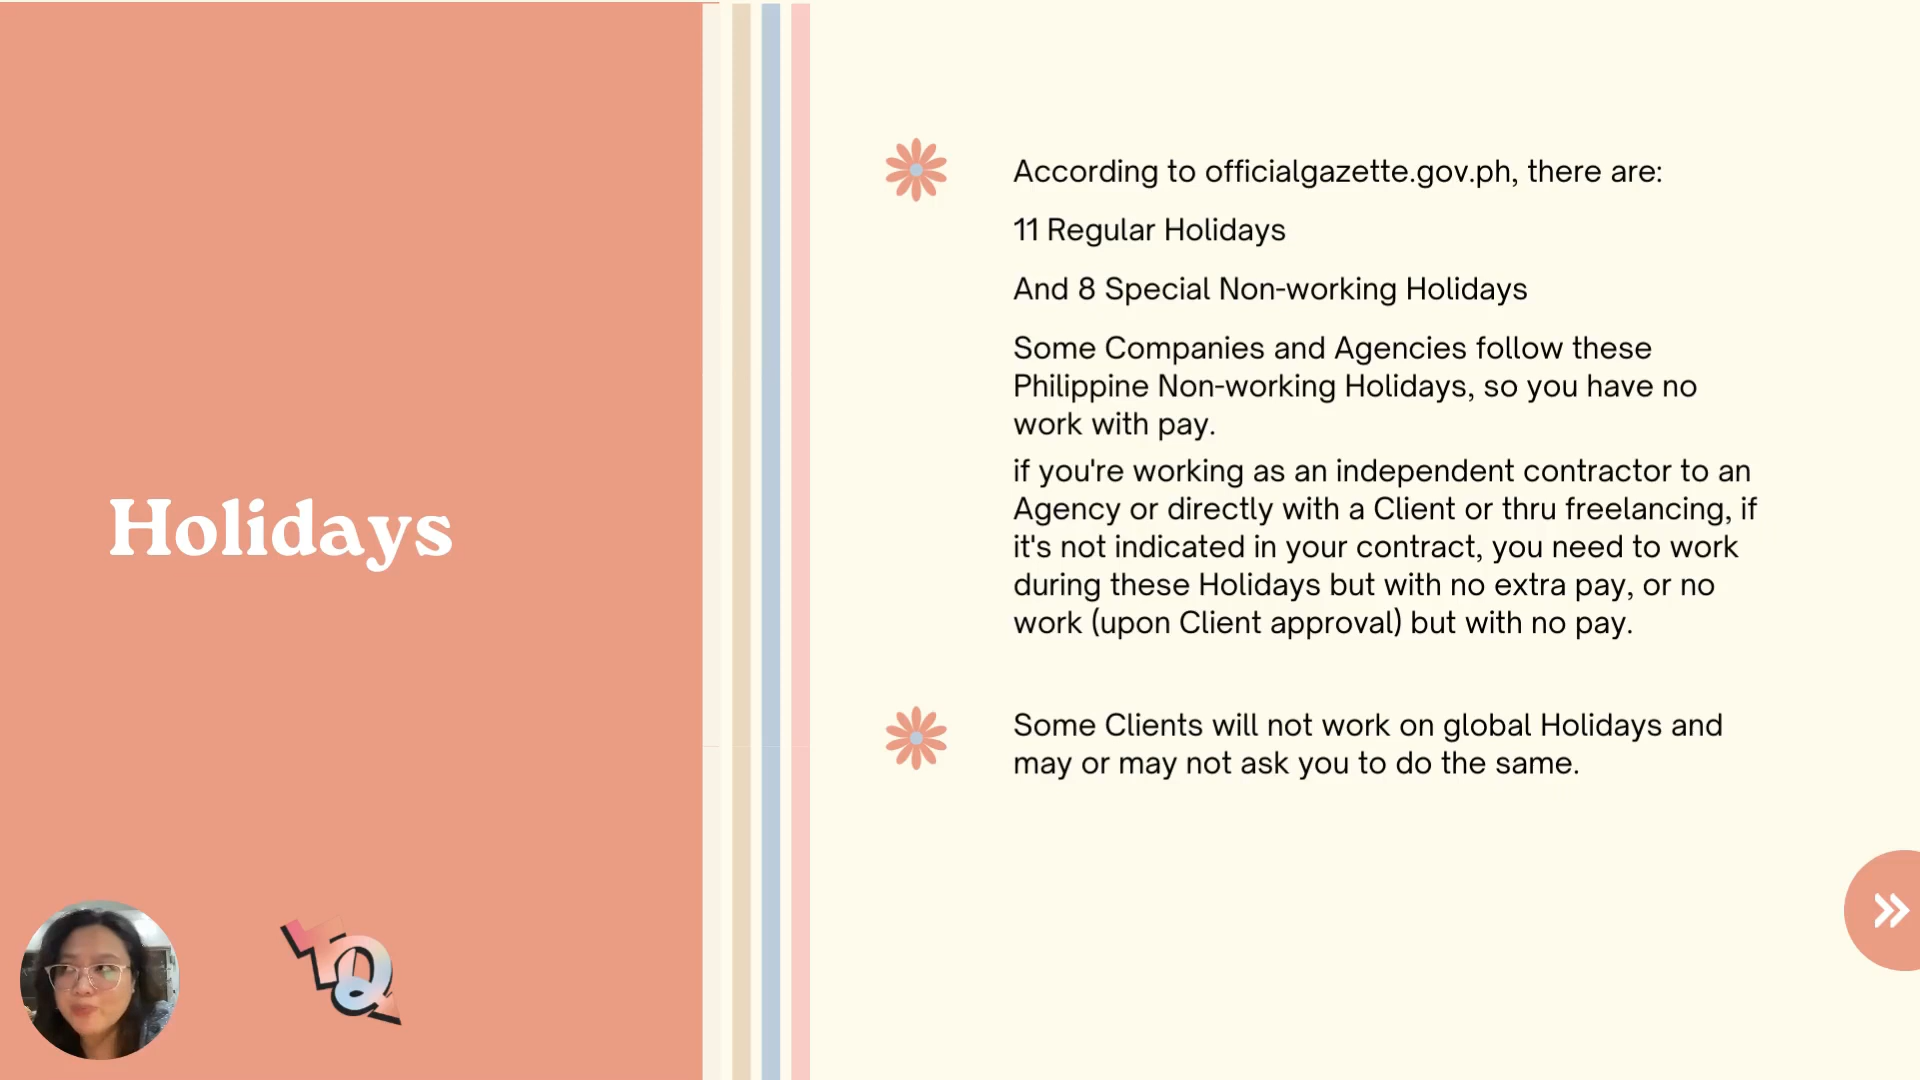 Holidays
According to officialgazette.gov.ph, there are:
11 Regular Holidays
And 8 Special Non-working Holidays
Some Companies and Agencies follow these
Philippine Non-working Holidays, so you have no
work with pay.
if you're working as an independent contractor to an
Agency or directly with a Client or thru freelancing, if
it's not indicated in your contract, you need to work
during these Holidays but with no extra pay, or no
work (upon Client approval) but with no pay.
Some Clients will not work on global Holidays and
may or may not ask you to do the same.